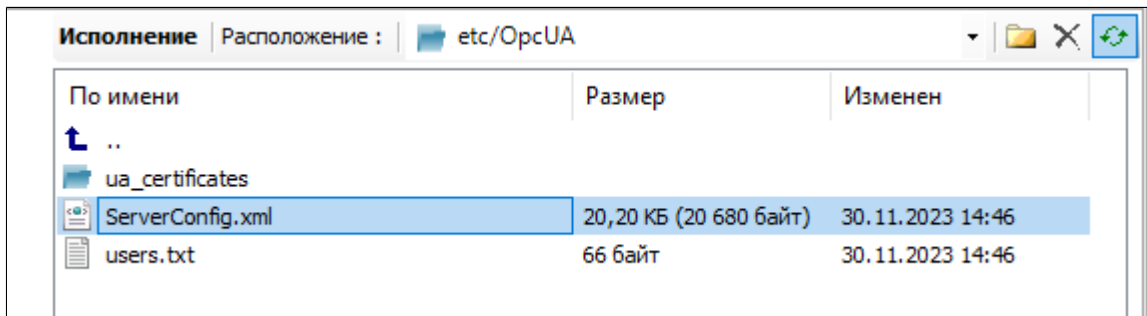 Исполнение Расположение : etc/OpcUA
По имени Размер Изменен
..
ua_certificates
ServerConfig.xml 20,20 КБ (20 680 байт) 30.11.2023 14:46
users.txt 66 байт 30.11.2023 14:46